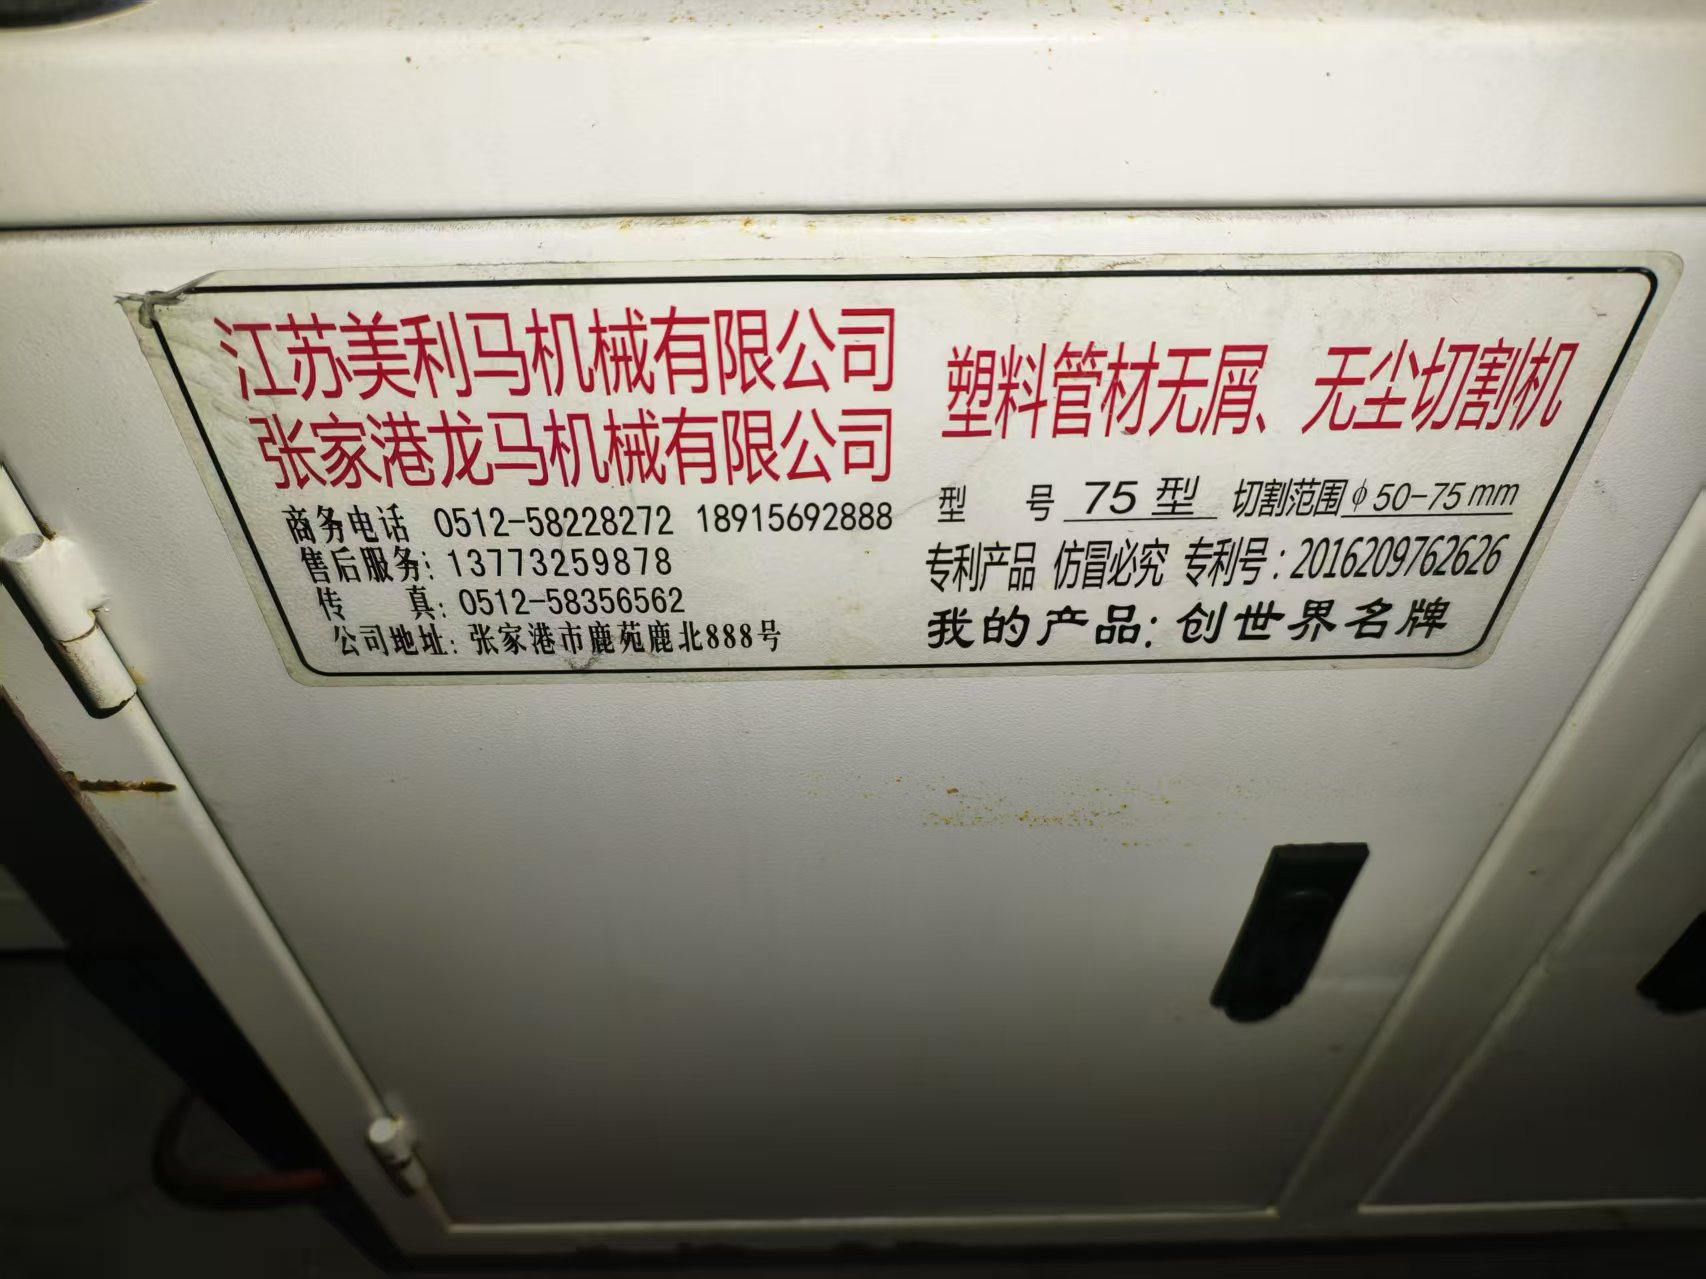 江苏美利马机械有限公司
张家港龙马机械有限公司
商务电话 0512-58228272 18915692888
售后服务: 13773259878
传 真: 0512-58356562
公司地址: 张家港市鹿苑鹿北888号
塑料管材无屑、无尘切割机
型 号 75 型 切割范围φ50-75mm
专利产品 仿冒必究 专利号: 2016209762626
我的产品: 创世界名牌